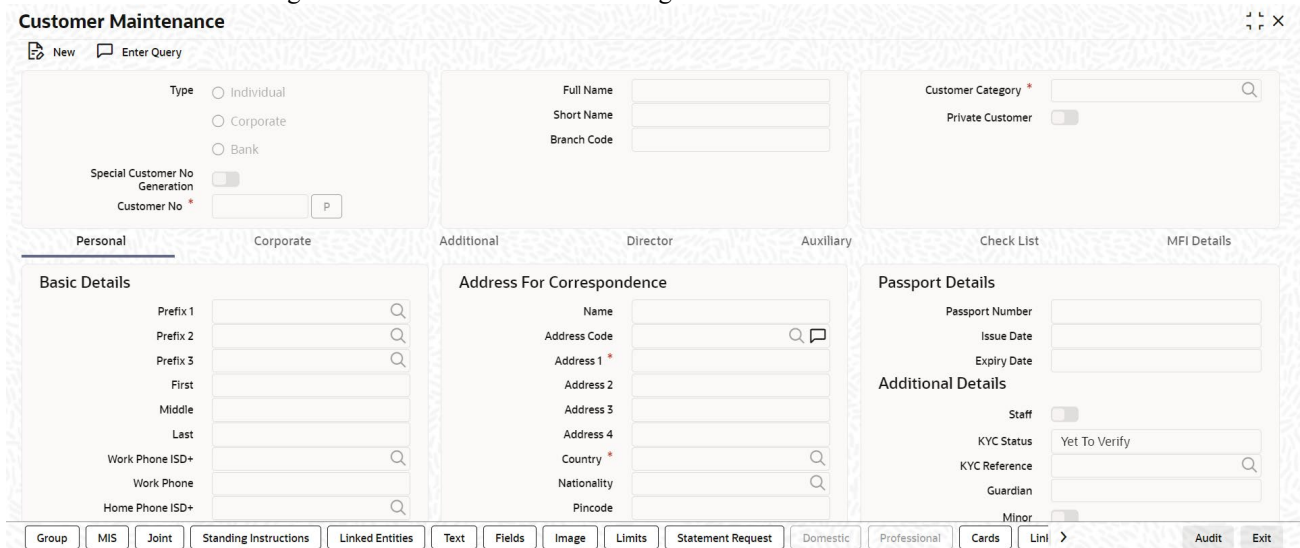 Customer Maintenance
New Enter Query
Type
Individual
Corporate
Bank
Special Customer No
Generation
Customer No *
P
Full Name
Short Name
Branch Code
Customer Category *
Private Customer
Personal Corporate Additional Director Auxiliary Check List MFI Details
Basic Details
Prefix 1
Prefix 2
Prefix 3
First
Middle
Last
Work Phone ISD+
Work Phone
Home Phone ISD+
Address For Correspondence
Name
Address Code
Address 1 *
Address 2
Address 3
Address 4
Country *
Nationality
Pincode
Passport Details
Passport Number
Issue Date
Expiry Date
Additional Details
Staff
KYC Status Yet To Verify
KYC Reference
Guardian
Minor
Group MIS Joint Standing Instructions Linked Entities Text Fields Image Limits Statement Request Domestic Professional Cards Audit Exit